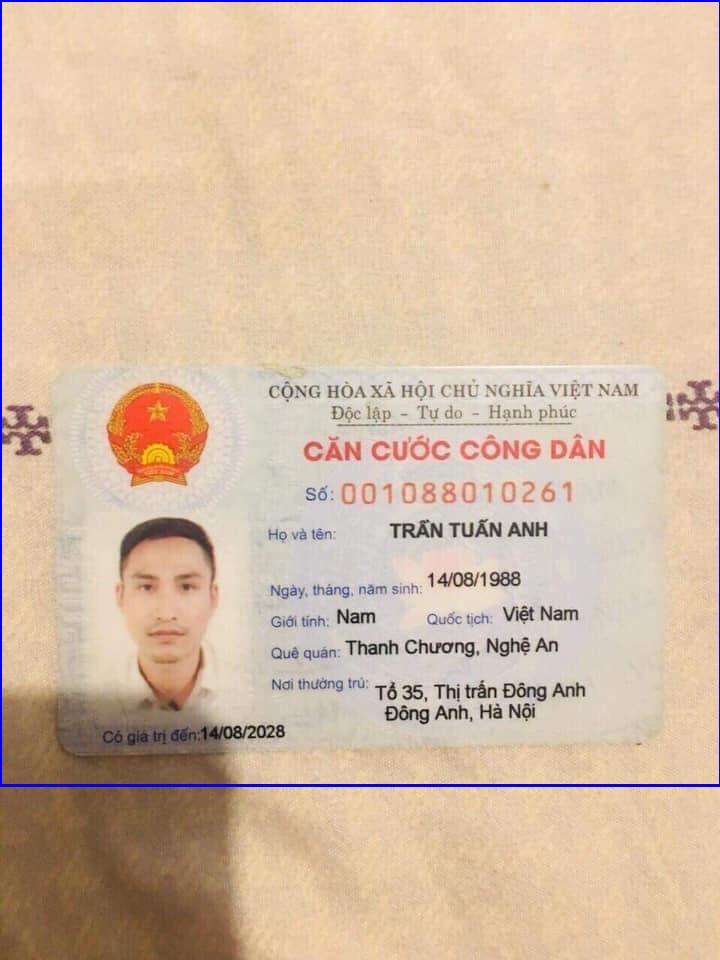 CỘNG HÒA XÃ HỘI CHỦ NGHĨA VIỆT NAM
Độc lập - Tự do - Hạnh phúc
CĂN CƯỚC CÔNG DÂN
Số: 001088010261
Họ và tên: TRẦN TUẤN ANH
Ngày, tháng, năm sinh: 14/08/1988
Giới tính: Nam Quốc tịch: Việt Nam
Quê quán: Thanh Chương, Nghệ An
Nơi thường trú: Tổ 35, Thị trấn Đông Anh
Đông Anh, Hà Nội
Có giá trị đến: 14/08/2028